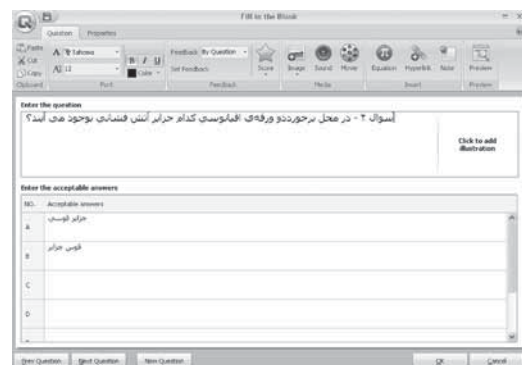 Fill in the Blank
Question Properties
Paste
Cut
Copy
Clipboard
Tahoma
12
B I U
Color
Font
Feedback By Question
Set Feedback
Feedback
Score
Image Sound Movie
Media
Equation Hyperlink Note
Insert
Preview
Preview
Enter the question
سوال ۲ - در محل برخورددو ورقه‌ی اقیانوسی کدام جزایر آتش فشانی بوجود می آیند؟
Click to add
illustration
Enter the acceptable answers
NO. Acceptable answers
A جزایر قوسی
B قوس جزایر
C
D
Prev Question Next Question New Question OK Cancel